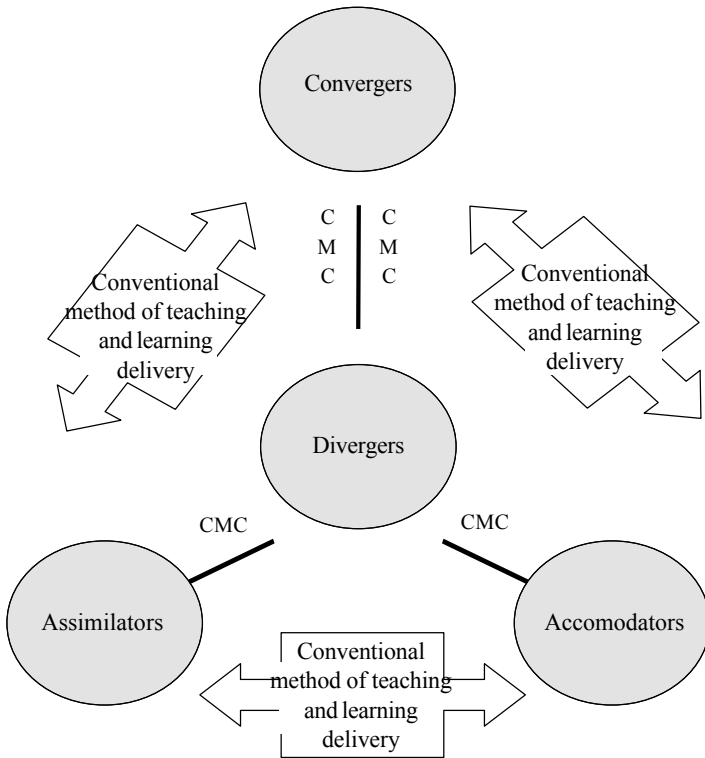 Convergers
C C
M M
C C
Conventional
method of teaching
and learning
delivery
Conventional
method of teaching
and learning
delivery
Divergers
CMC
CMC
Assimilators
Accomodators
Conventional
method of teaching
and learning
delivery